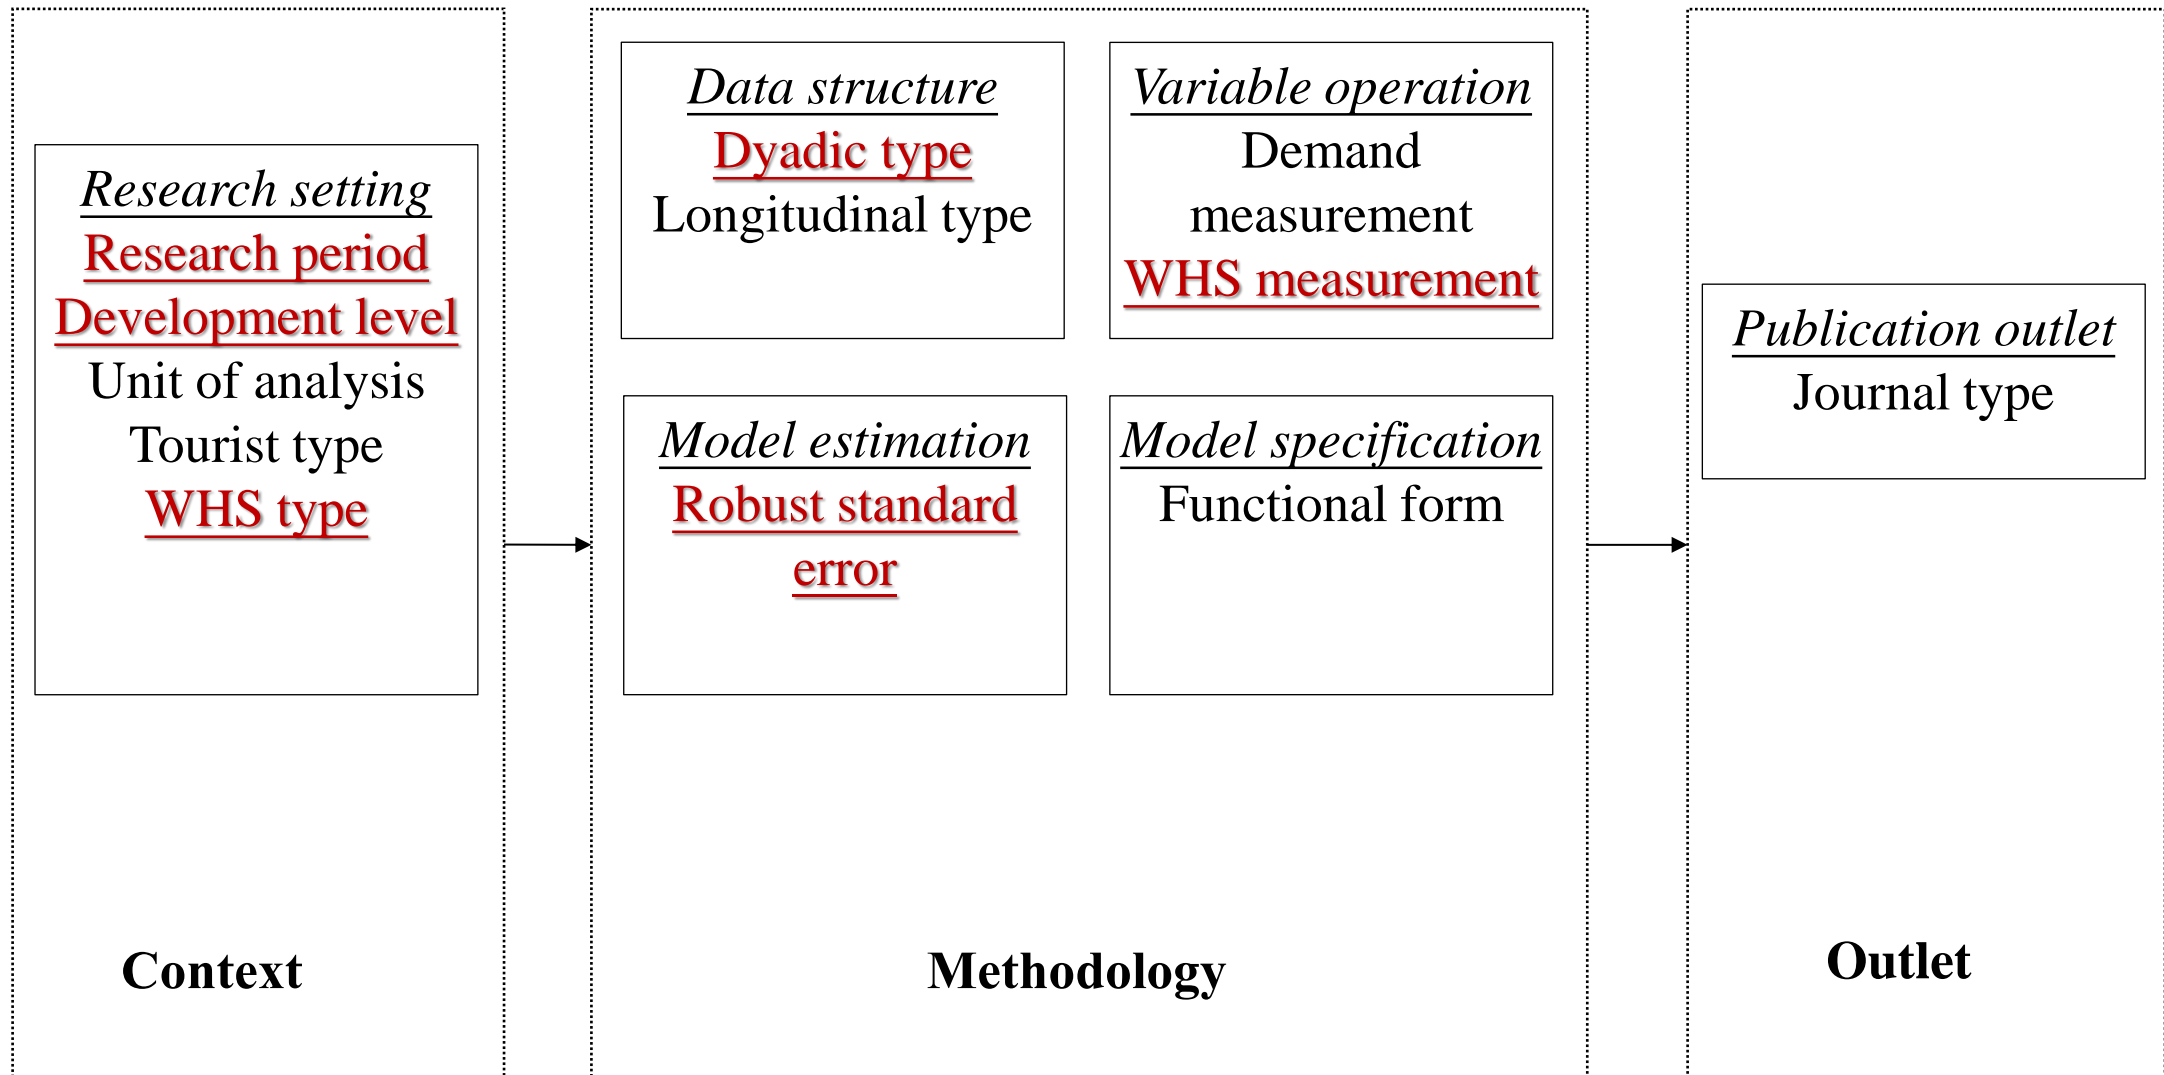 Research setting
Research period
Development level
Unit of analysis
Tourist type
WHS type
Context
Data structure
Dyadic type
Longitudinal type
Variable operation
Demand
measurement
WHS measurement
Model estimation
Robust standard
error
Model specification
Functional form
Methodology
Publication outlet
Journal type
Outlet